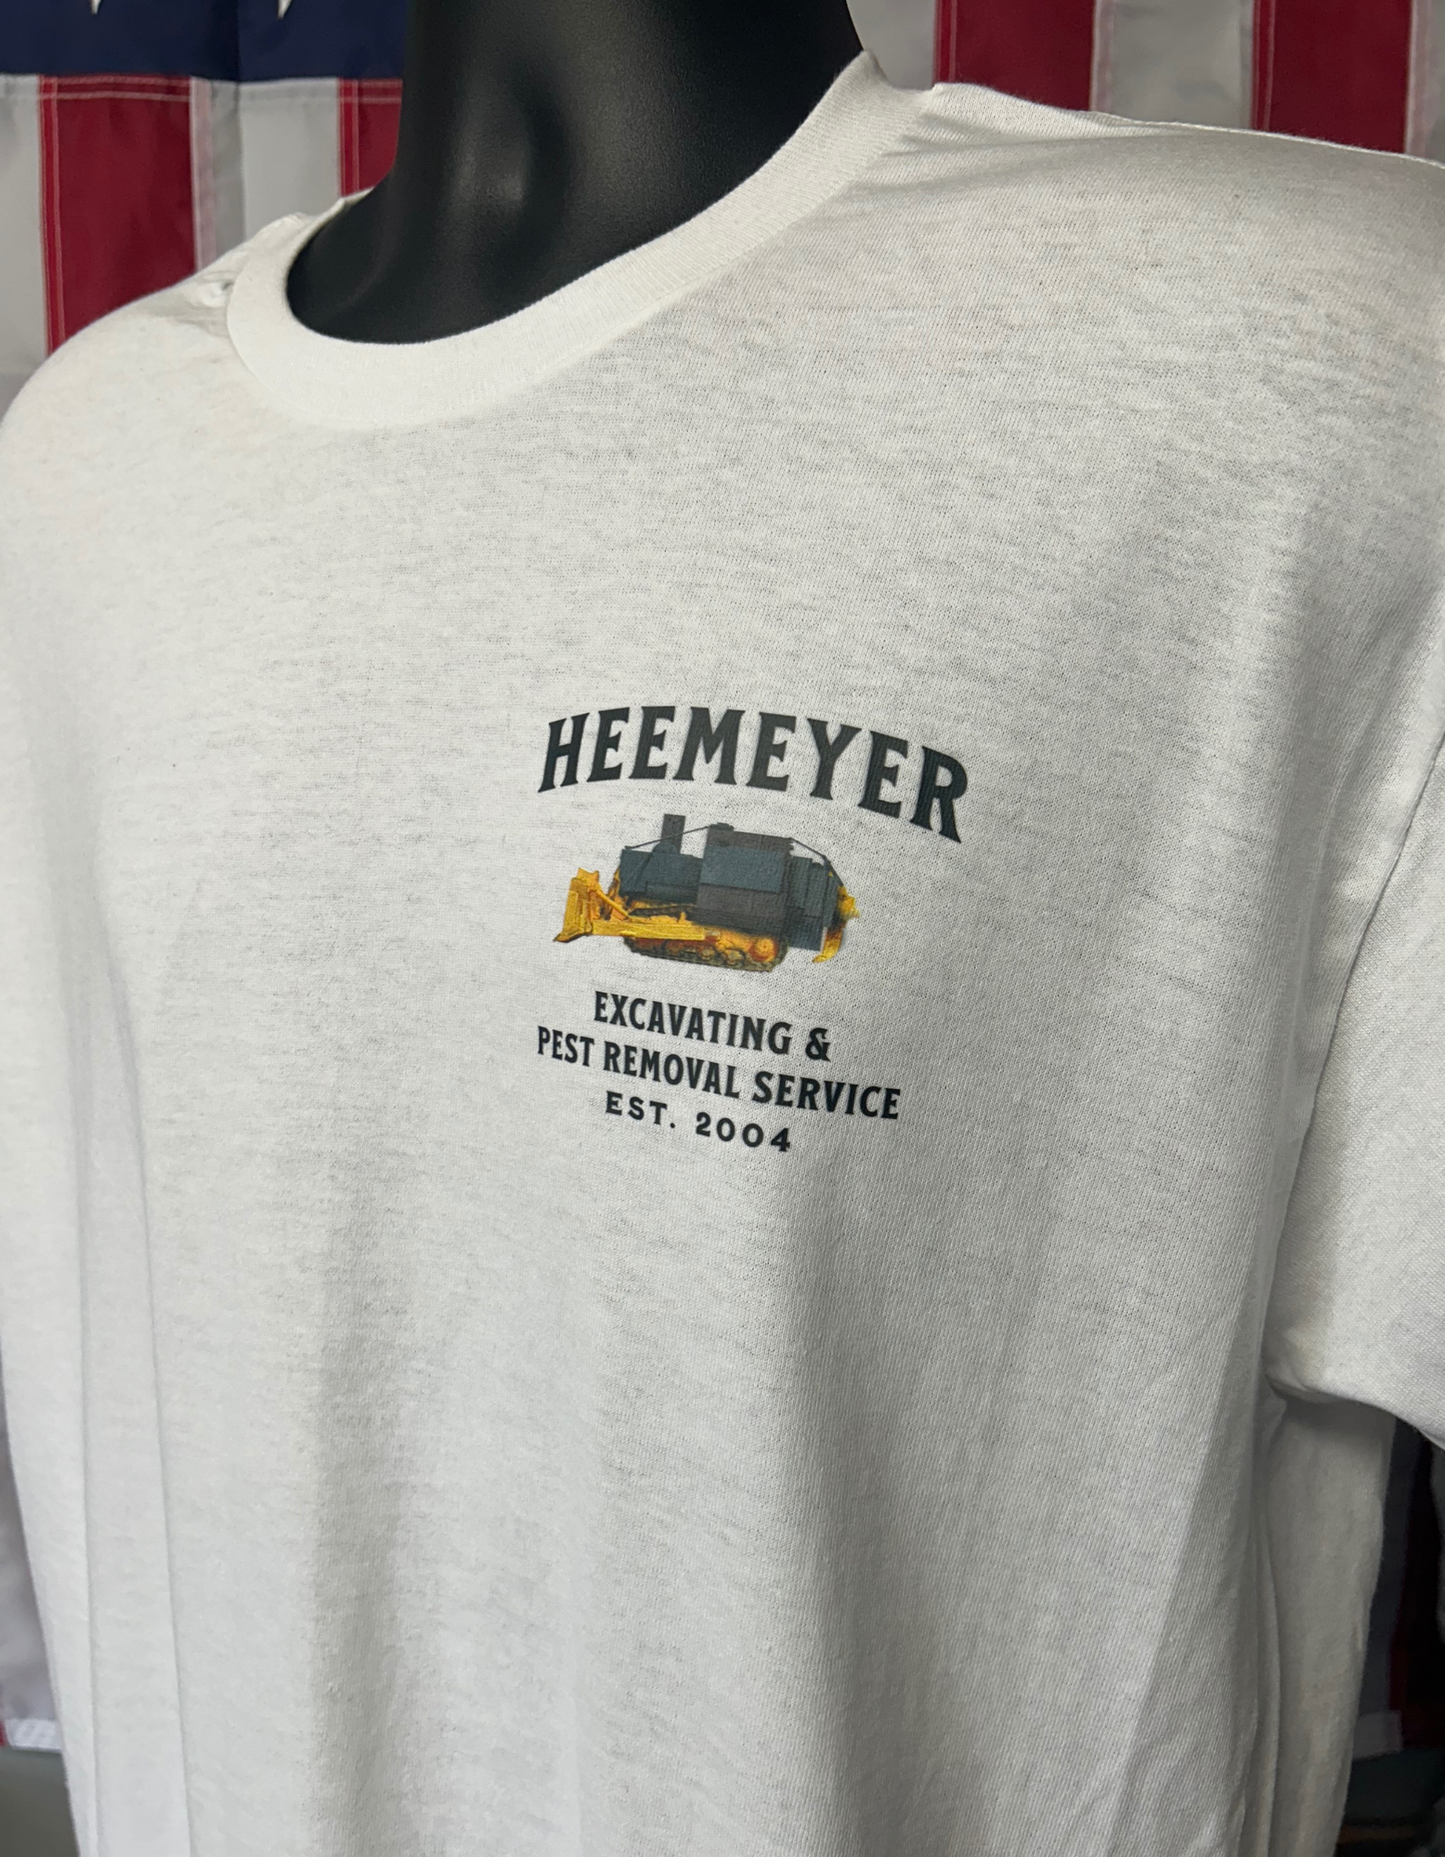 HEEMEYER
EXCAVATING &
PEST REMOVAL SERVICE
EST. 2004